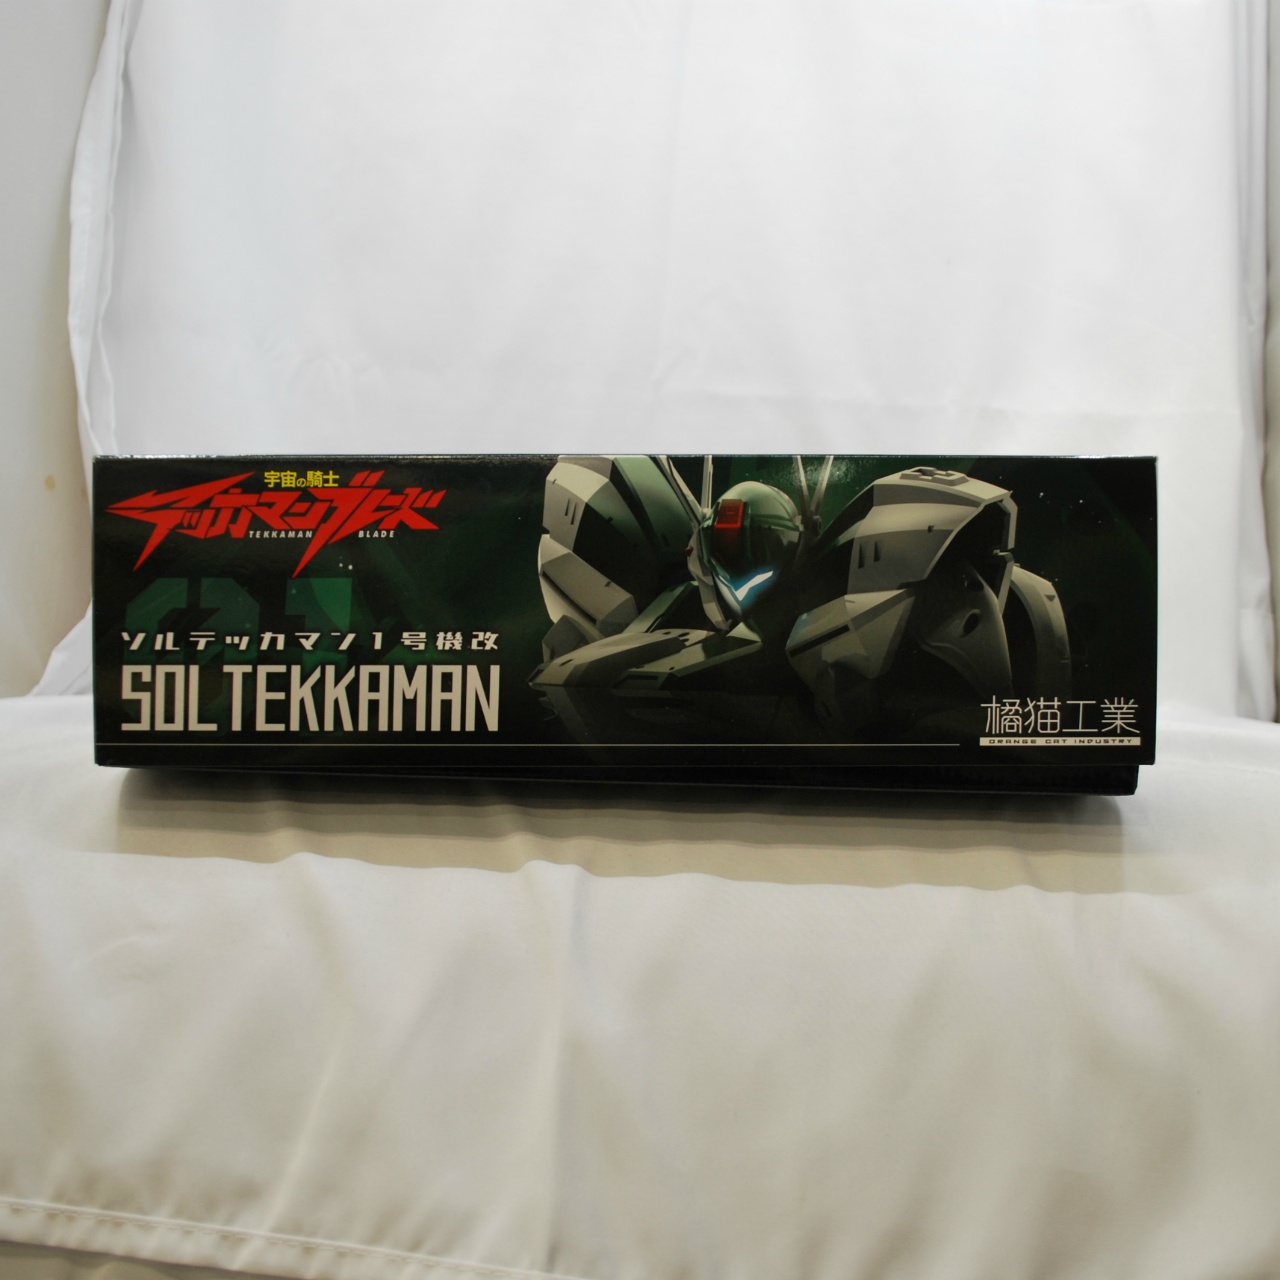 宇宙の騎士
テッカマンブレード
TEKKAMAN BLADE
01
ソルテッカマン1号機改
SOLTEKKAMAN
橘猫工業
ORANGE CAT INDUSTRY